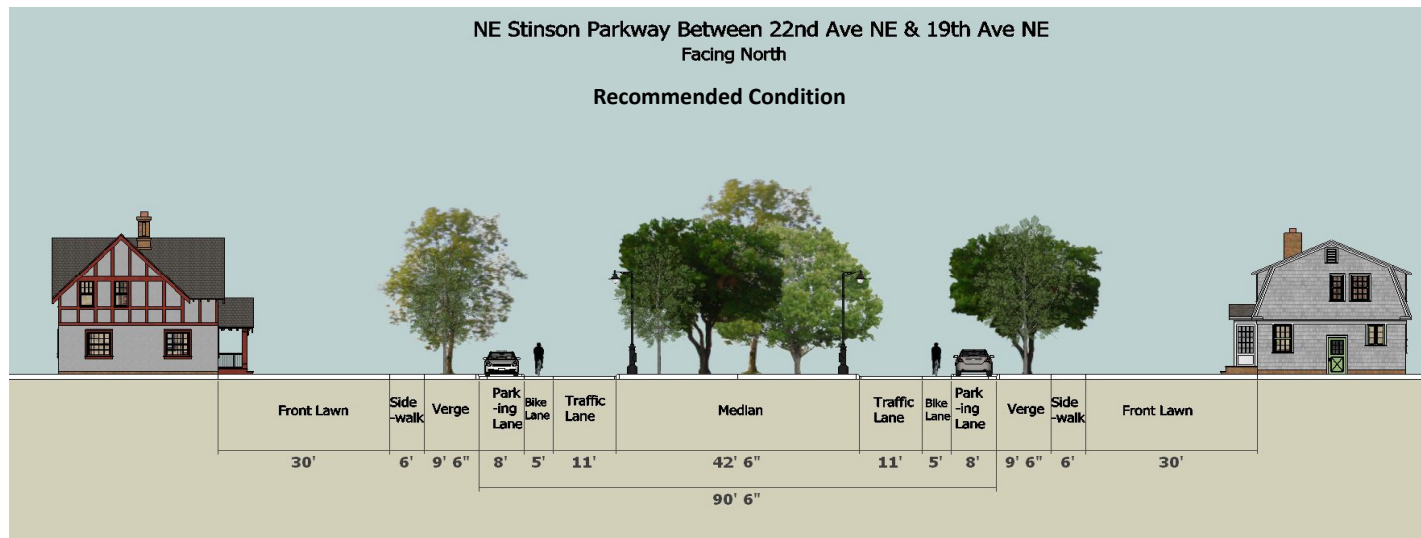 NE Stinson Parkway Between 22nd Ave NE & 19th Ave NE
Facing North
Recommended Condition
Front Lawn
Side
-walk
Verge
Park
-ing
Lane
Bike
Lane
Traffic
Lane
Median
Traffic
Lane
Bike
Lane
Park
-ing
Lane
Verge
Side
-walk
Front Lawn
30' 6' 9' 6" 8' 5' 11' 42' 6" 11' 5' 8' 9' 6" 6' 30'
90' 6"